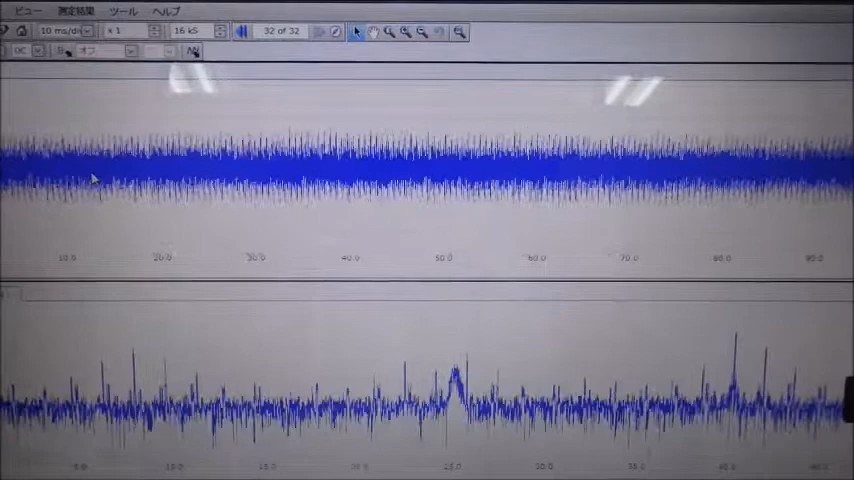 ビュー 測定結果 ツール ヘルプ
10 ms/div x 1 16 kS 32 of 32
DC オフ
10.0 20.0 30.0 40.0 50.0 60.0 70.0 80.0 90.0
5.0 10.0 15.0 20.0 25.0 30.0 35.0 40.0